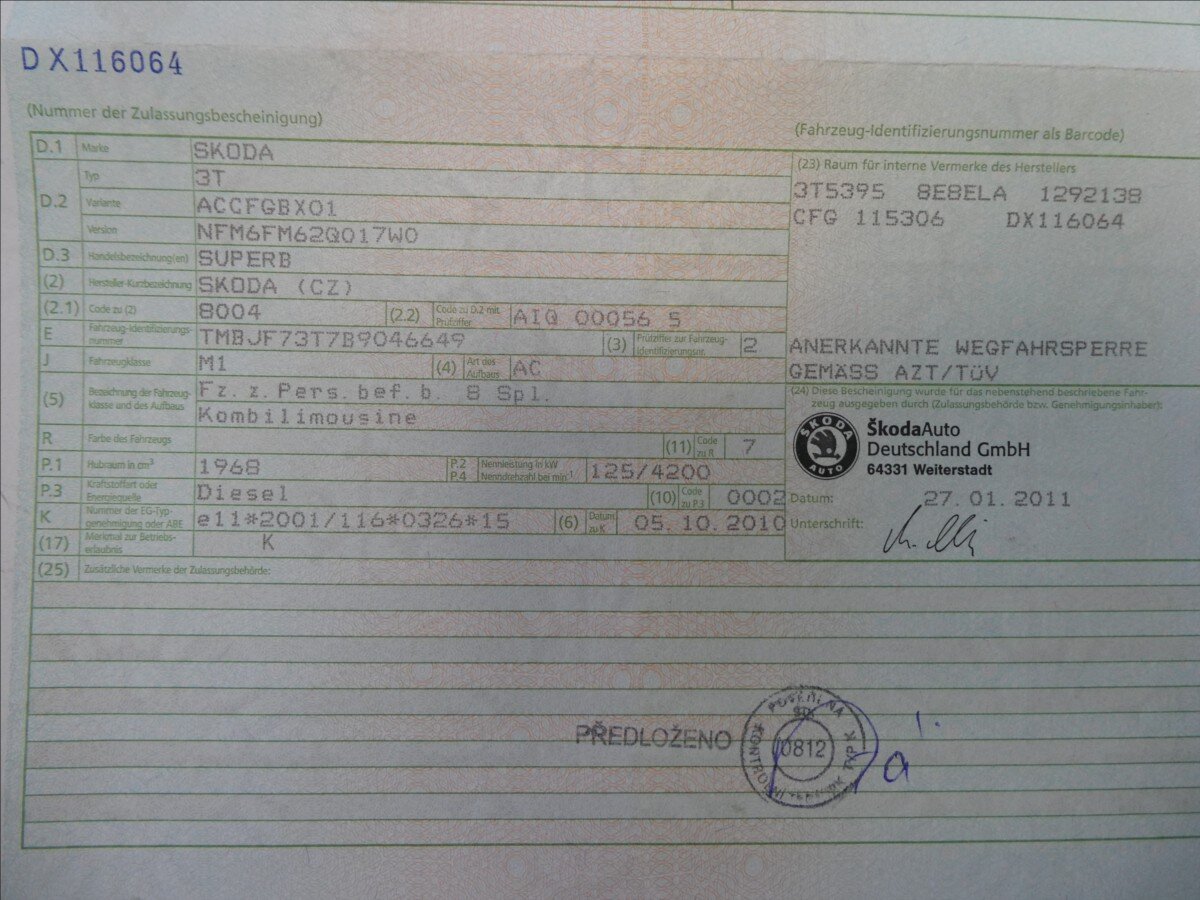 DX116064
(Nummer der Zulassungsbescheinigung)
(Fahrzeug-Identifizierungsnummer als Barcode)
D.1 Marke SKODA
D.2 Typ 3T
Variante ACCFGBX01
Version NFM6FM62Q017W0
D.3 Handelsbezeichnung(en) SUPERB
(2) Hersteller-Kurzbezeichnung SKODA (CZ)
(2.1) Code zu (2) 8004 (2.2) Code zu D.2 mit Prüfziffer AIQ 00056 5
E Fahrzeug-Identifizierungsnummer TMBJF73T7B9046649 (3) Prüfziffer zur Fahrzeug-Identifizierungsnr. 2
J Fahrzeugklasse M1 (4) Art des Aufbaus AC
(5) Bezeichnung der Fahrzeugklasse und des Aufbaus Fz.z.Pers.bef.b. 8 Spl.
Kombilimousine
R Farbe des Fahrzeugs (11) Code zu R 7
P.1 Hubraum in cm³ 1968 P.2 P.4 Nennleistung in kW Nenndrehzahl bei min⁻¹ 125/4200
P.3 Kraftstoffart oder Energiequelle Diesel (10) Code zu P.3 0002
K Nummer der EG-Typgenehmigung oder ABE e11*2001/116*0326*15 (6) Datum zu K 05.10.2010
(17) Merkmal zur Betriebserlaubnis K
(25) Zusätzliche Vermerke der Zulassungsbehörde:
(23) Raum für interne Vermerke des Herstellers
3T5395 8E8ELA 1292138
CFG 115306 DX116064
ANERKANNTE WEGFAHRSPERRE
GEMÄSS AZT/TÜV
(24) Diese Bescheinigung wurde für das nebenstehend beschriebene Fahr-
zeug ausgegeben durch (Zulassungsbehörde bzw. Genehmigungsinhaber):
ŠKODA AUTO
ŠkodaAuto
Deutschland GmbH
64331 Weiterstadt
Datum: 27.01.2011
Unterschrift:
PŘEDLOŽENO
0812